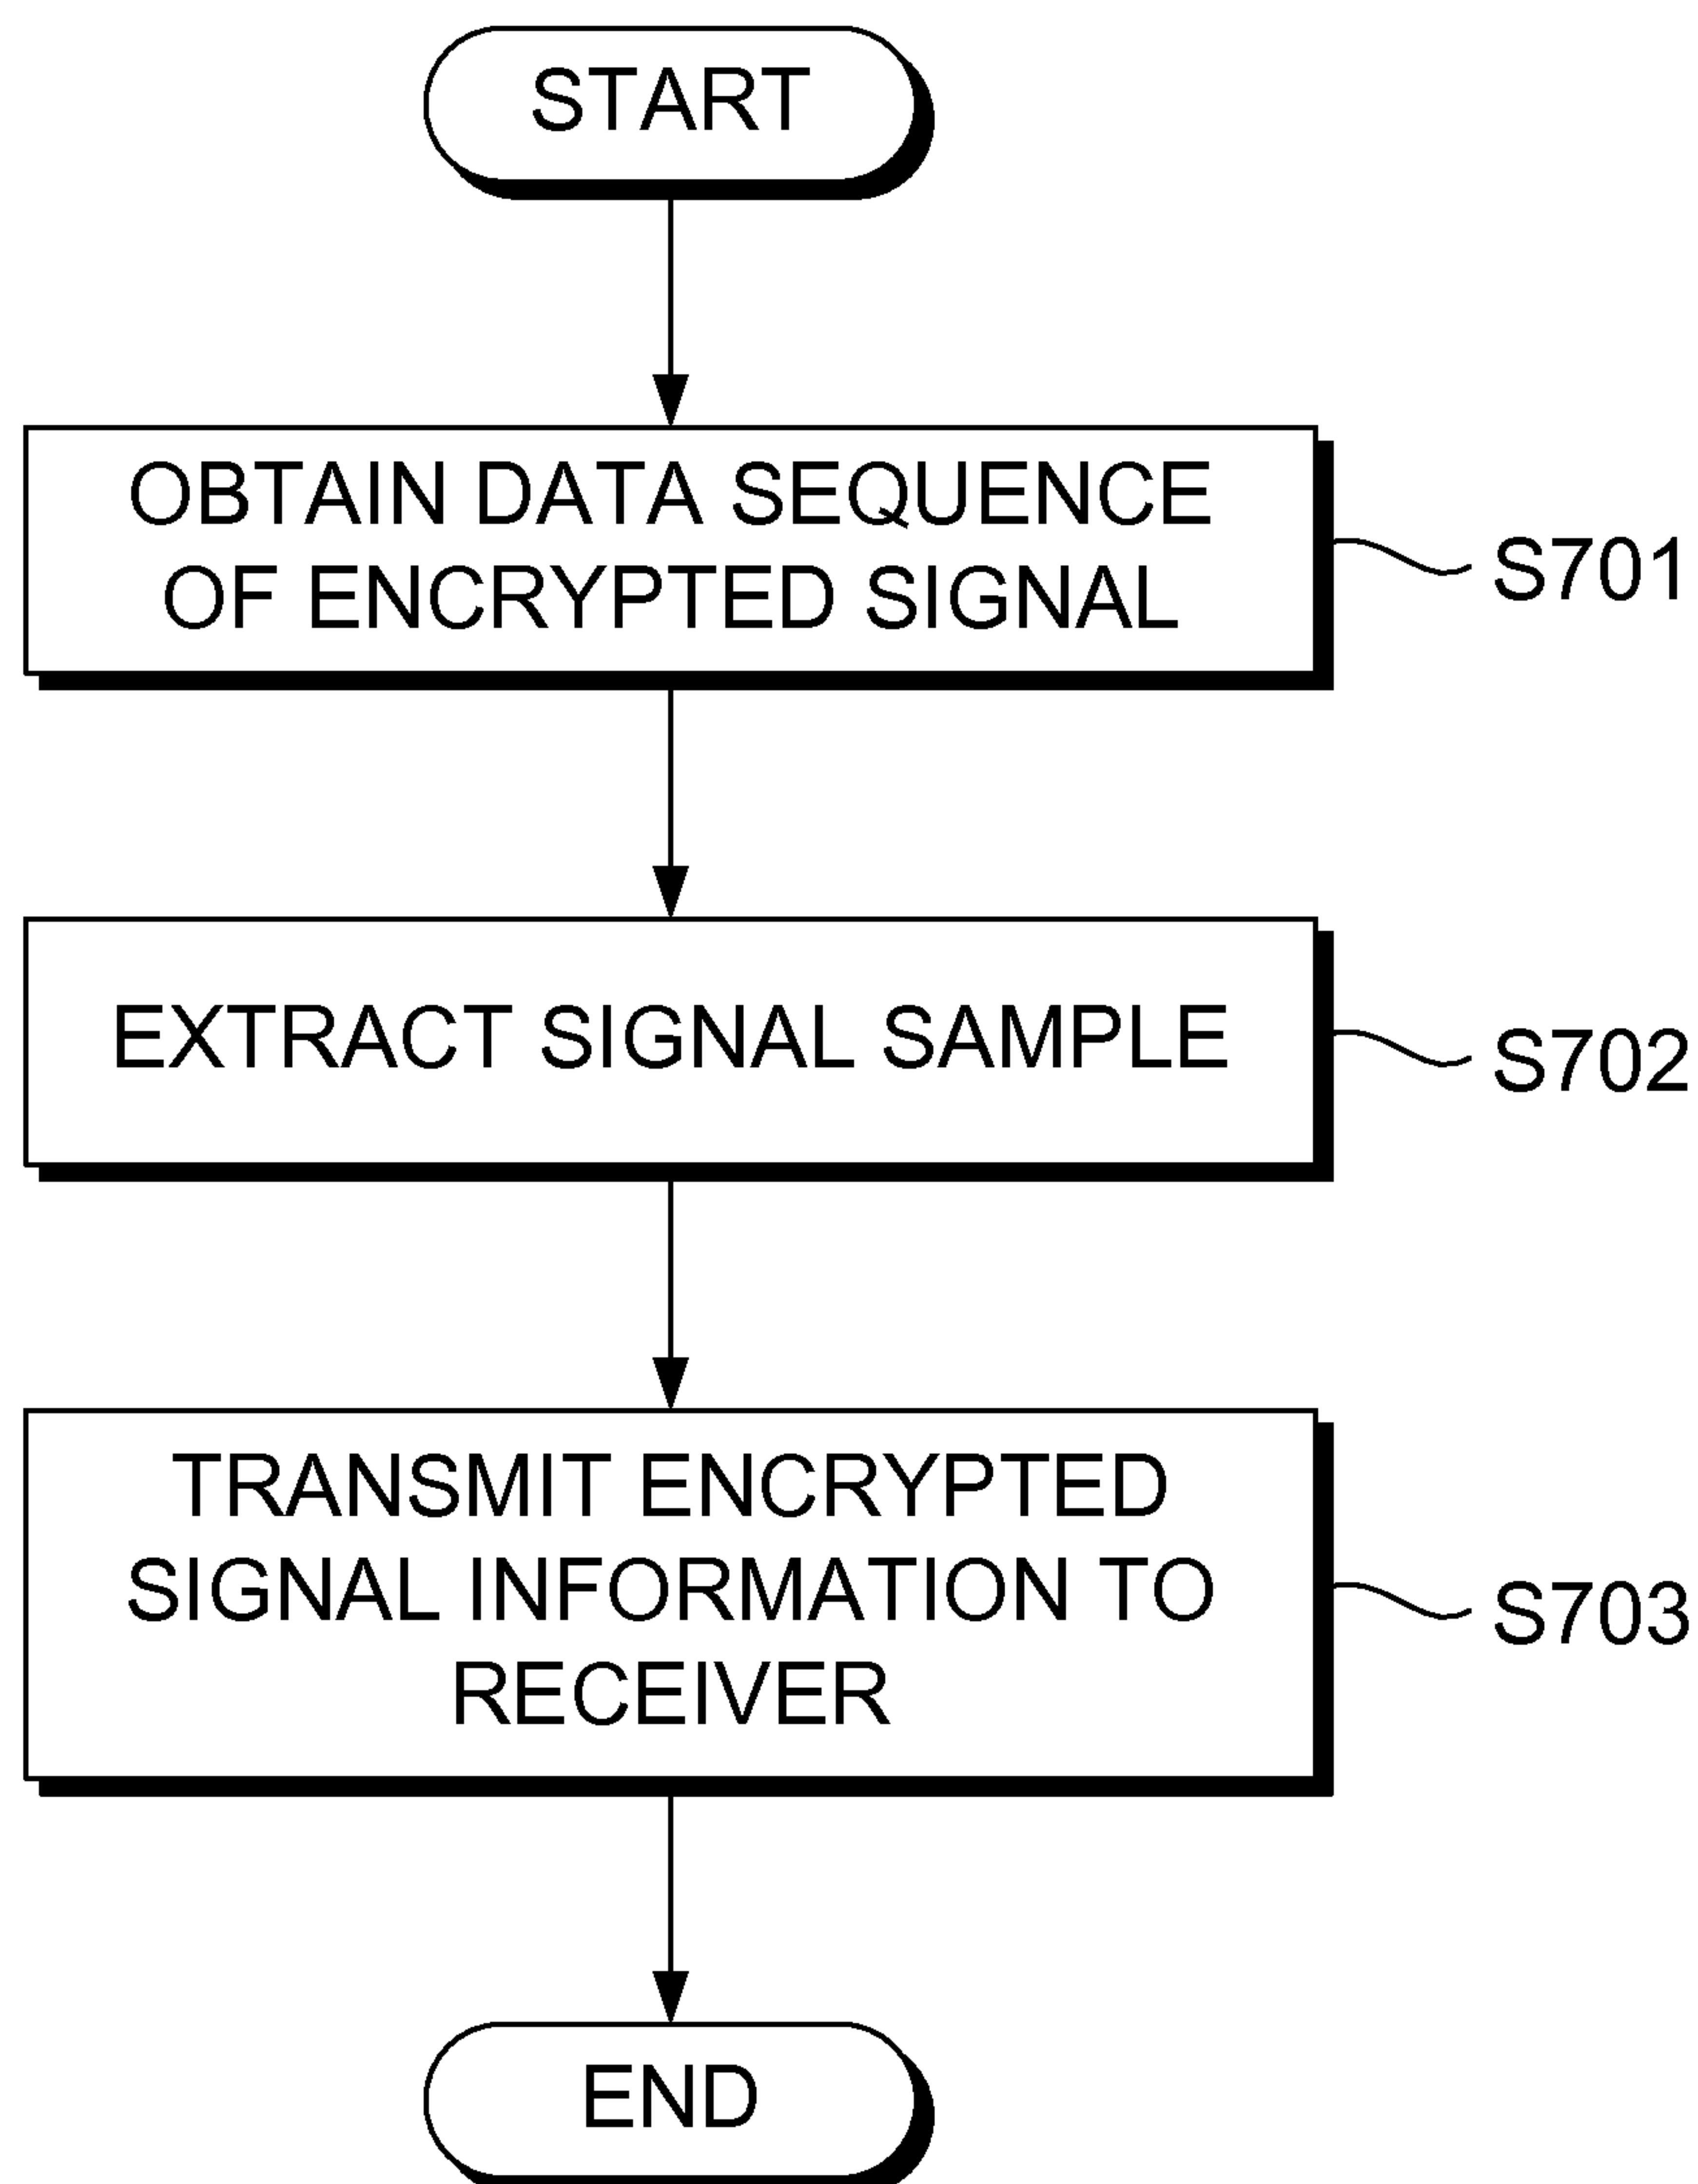 START
OBTAIN DATA SEQUENCE
OF ENCRYPTED SIGNAL
S701
EXTRACT SIGNAL SAMPLE
S702
TRANSMIT ENCRYPTED
SIGNAL INFORMATION TO
RECEIVER
S703
END